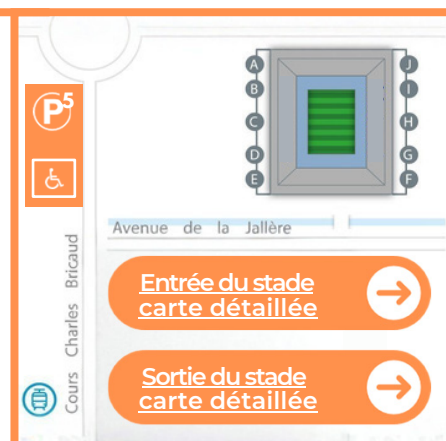 A
J
B
I
C
H
D
G
E
F
P5
Avenue de la Jallère
Cours Charles Bricaud
Entrée du stade
carte détaillée
Sortie du stade
carte détaillée